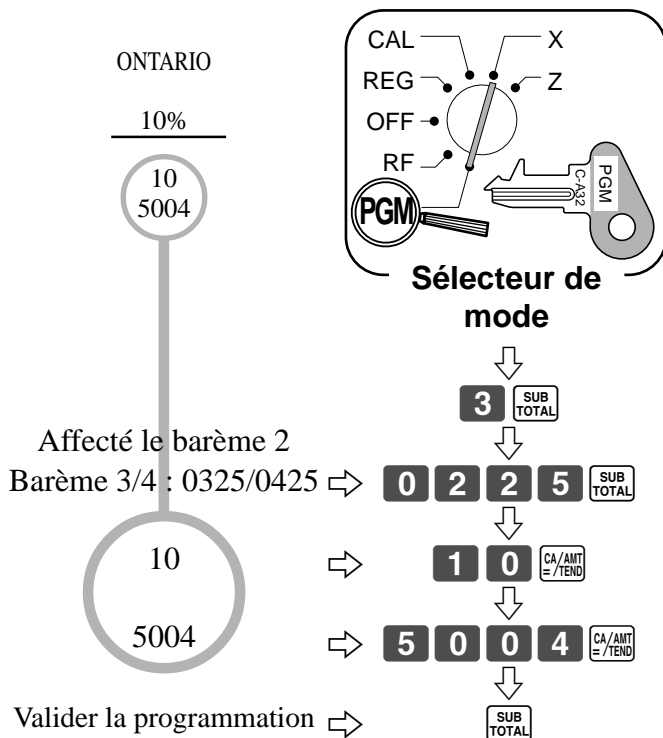 ONTARIO
10%
10
5004
CAL
X
REG
Z
OFF
RF
PGM
C-A32
PGM
Sélecteur de
mode
3 SUB TOTAL
Affecté le barème 2
Barème 3/4 : 0325/0425
0 2 2 5 SUB TOTAL
10
1 0 CA/AMT = /TEND
5004
5 0 0 4 CA/AMT = /TEND
Valider la programmation
SUB TOTAL